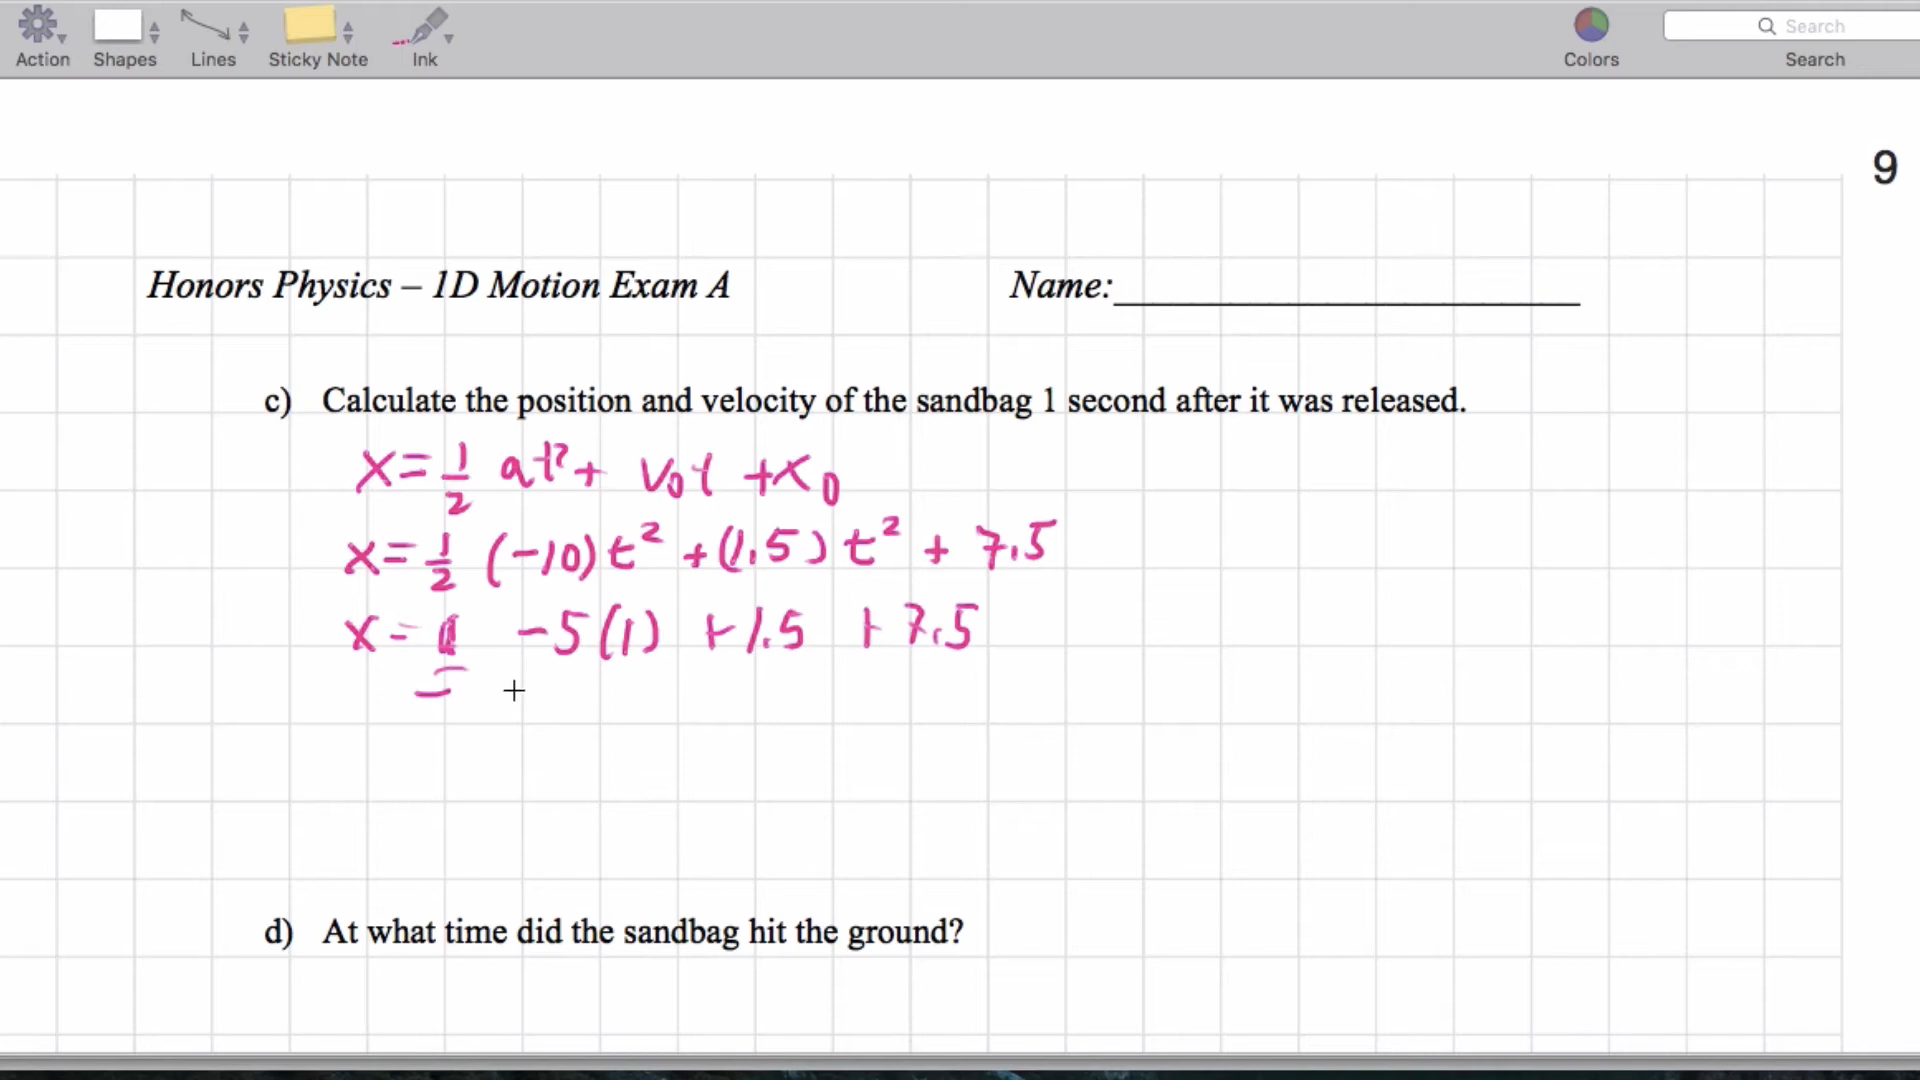 Action Shapes Lines Sticky Note Ink Colors Search
Search
9
Honors Physics – 1D Motion Exam A Name:
c) Calculate the position and velocity of the sandbag 1 second after it was released.
x = 1/2 at² + v₀t + x₀
x = 1/2 (-10)t² + (1.5)t² + 7.5
x = -5(1) + 1.5 + 7.5
=
d) At what time did the sandbag hit the ground?